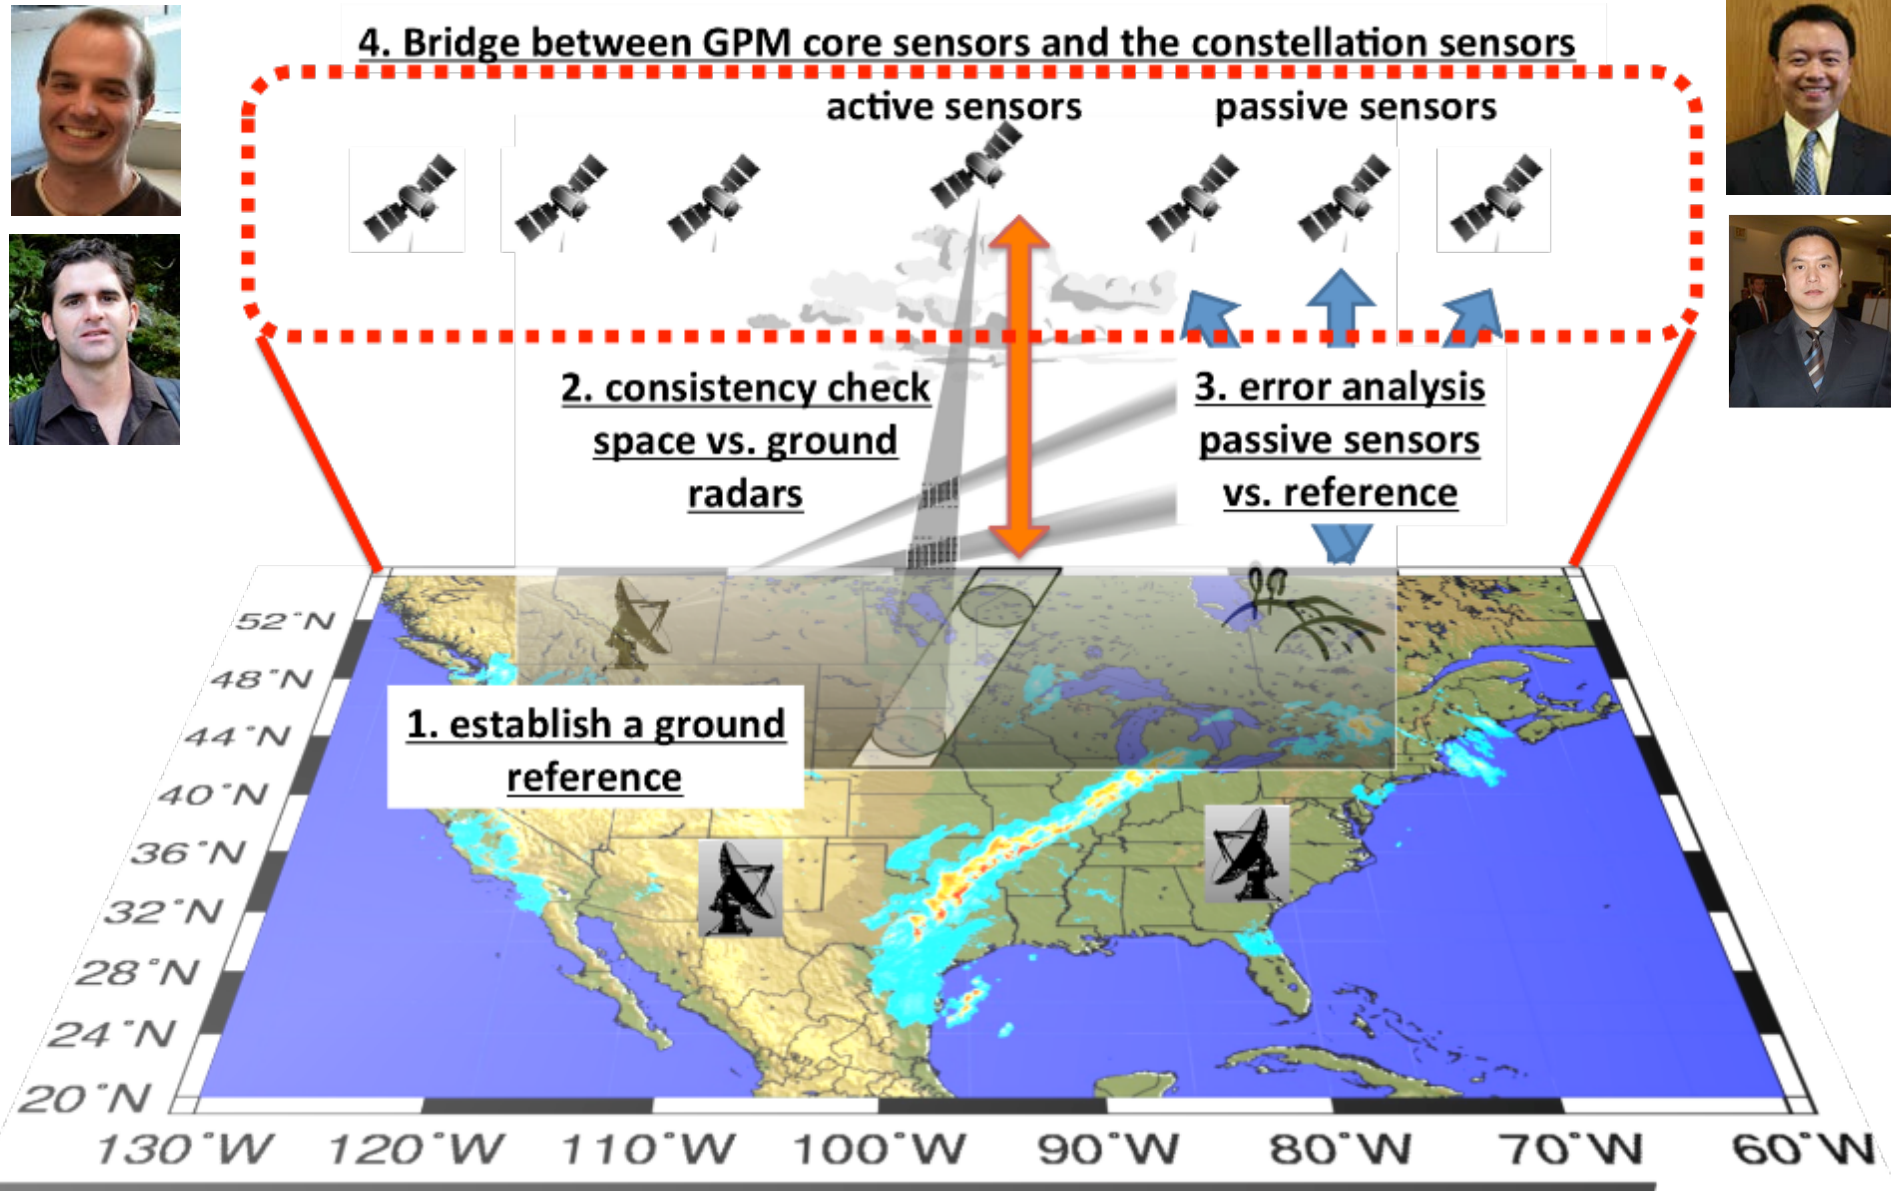 4. Bridge between GPM core sensors and the constellation sensors
active sensors
passive sensors
2. consistency check
space vs. ground
radars
3. error analysis
passive sensors
vs. reference
1. establish a ground
reference
52°N
48°N
44°N
40°N
36°N
32°N
28°N
24°N
20°N
130°W 120°W 110°W 100°W 90°W 80°W 70°W 60°W